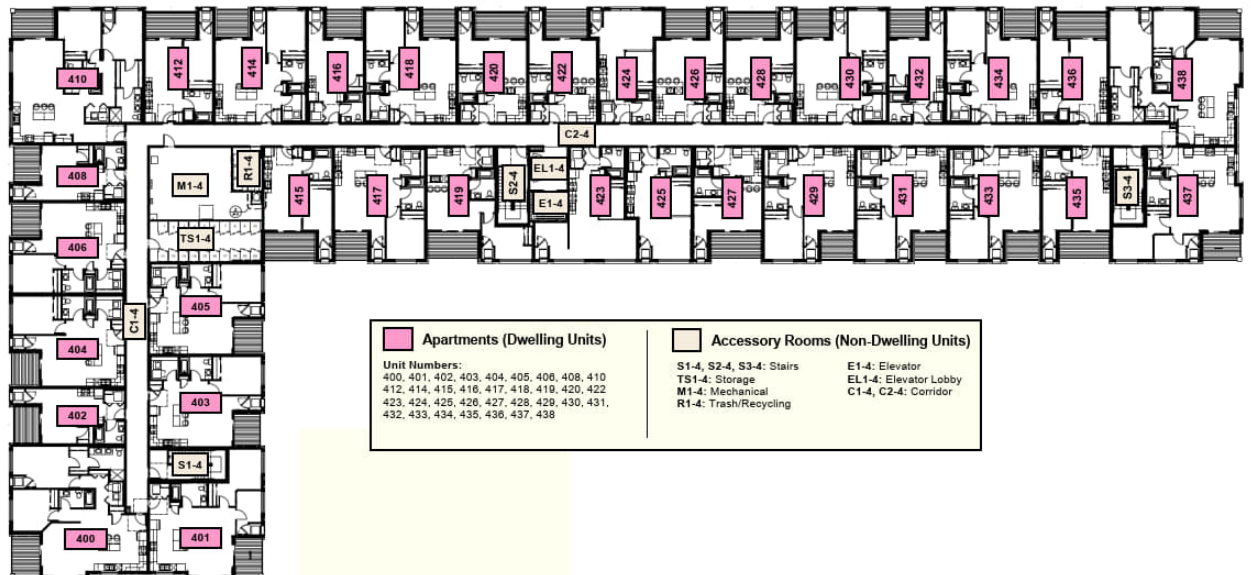 410
412
414
416
418
420
422
424
426
428
430
432
434
436
438
C2-4
408
M1-4
R1-4
415
417
419
S2-4
EL1-4
E1-4
423
425
427
429
431
433
435
S3-4
437
406
TS1-4
405
C1-4
404
403
402
S1-4
400
401
Apartments (Dwelling Units)
Unit Numbers:
400, 401, 402, 403, 404, 405, 406, 408, 410
412, 414, 415, 416, 417, 418, 419, 420, 422
423, 424, 425, 426, 427, 428, 429, 430, 431,
432, 433, 434, 435, 436, 437, 438
Accessory Rooms (Non-Dwelling Units)
S1-4, S2-4, S3-4: Stairs
TS1-4: Storage
M1-4: Mechanical
R1-4: Trash/Recycling
E1-4: Elevator
EL1-4: Elevator Lobby
C1-4, C2-4: Corridor